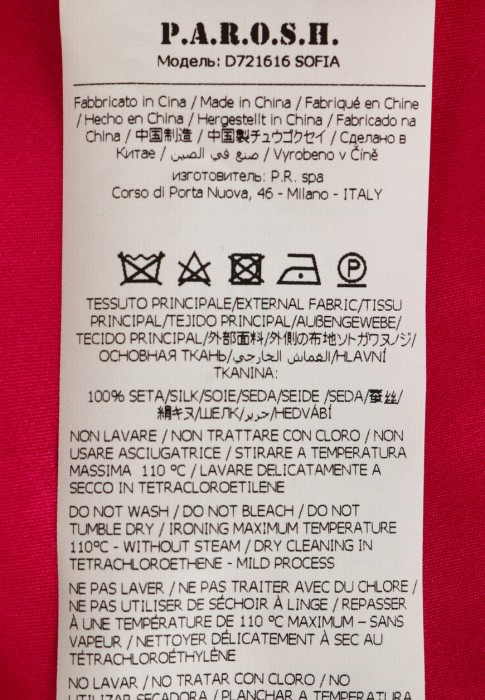 P.A.R.O.S.H.
Модель: D721616 SOFIA
Fabbricato in Cina / Made in China / Fabriqué en Chine
/ Hecho en China / Hergestellt in China / Fabricado na
China / 中国制造 / 中国製チュウゴクセイ / Сделано в
Китае / صنع في الصين / Vyrobeno v Číně
изготовитель: P.R. spa
Corso di Porta Nuova, 46 - Milano - ITALY
P
TESSUTO PRINCIPALE/EXTERNAL FABRIC/TISSU
PRINCIPAL/TEJIDO PRINCIPAL/AUßENGEWEBE/
TECIDO PRINCIPAL/外部面料/外側の布地ソトガワヌノジ/
ОСНОВНАЯ ТКАНЬ/القماش الخارجي/HLAVNÍ
TKANINA:
100% SETA/SILK/SOIE/SEDA/SEIDE /SEDA/蚕丝/
絹キヌ/ШЕЛК/حرير/HEDVÁBÍ
NON LAVARE / NON TRATTARE CON CLORO / NON
USARE ASCIUGATRICE / STIRARE A TEMPERATURA
MASSIMA 110 °C / LAVARE DELICATAMENTE A
SECCO IN TETRACLOROETILENE
DO NOT WASH / DO NOT BLEACH / DO NOT
TUMBLE DRY / IRONING MAXIMUM TEMPERATURE
110°C - WITHOUT STEAM / DRY CLEANING IN
TETRACHLOROETHENE - MILD PROCESS
NE PAS LAVER / NE PAS TRAITER AVEC DU CHLORE /
NE PAS UTILISER DE SÉCHOIR À LINGE / REPASSER
À UNE TEMPÉRATURE DE 110 °C MAXIMUM – SANS
VAPEUR / NETTOYER DÉLICATEMENT À SEC AU
TÉTRACHLOROÉTHYLÈNE
NO LAVAR / NO TRATAR CON CLORO / NO
UTILIZAR SECADORA / PLANCHAR A TEMPERATURA